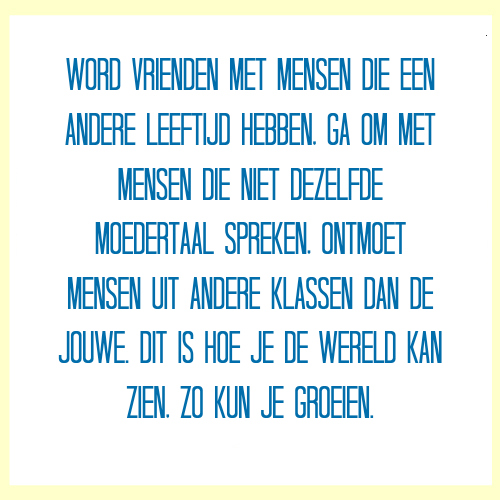 WORD VRIENDEN MET MENSEN DIE EEN
ANDERE LEEFTIJD HEBBEN. GA OM MET
MENSEN DIE NIET DEZELFDE
MOEDERTAAL SPREKEN. ONTMOET
MENSEN UIT ANDERE KLASSEN DAN DE
JOUWE. DIT IS HOE JE DE WERELD KAN
ZIEN. ZO KUN JE GROEIEN.